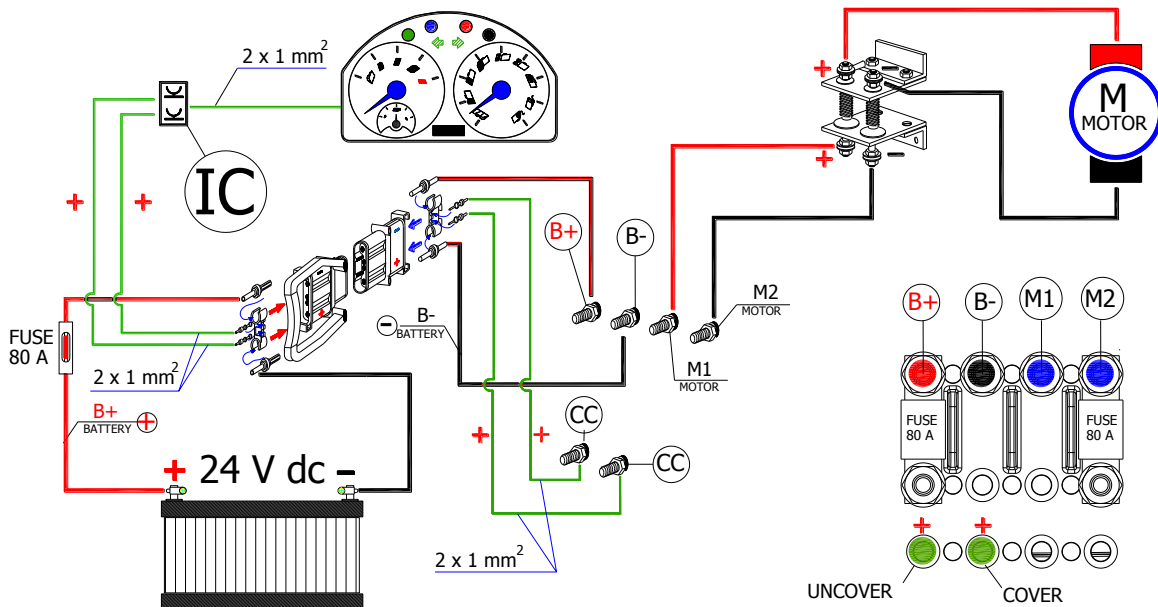 2 x 1 mm²
IC
+ +
FUSE
80 A
2 x 1 mm²
B+
BATTERY +
+ 24 V dc -
- B-
BATTERY
B+
B-
M2
MOTOR
M1
MOTOR
+ +
CC
CC
2 x 1 mm²
+ -
+ -
M
MOTOR
B+ B- M1 M2
FUSE
80 A
FUSE
80 A
+ +
UNCOVER COVER